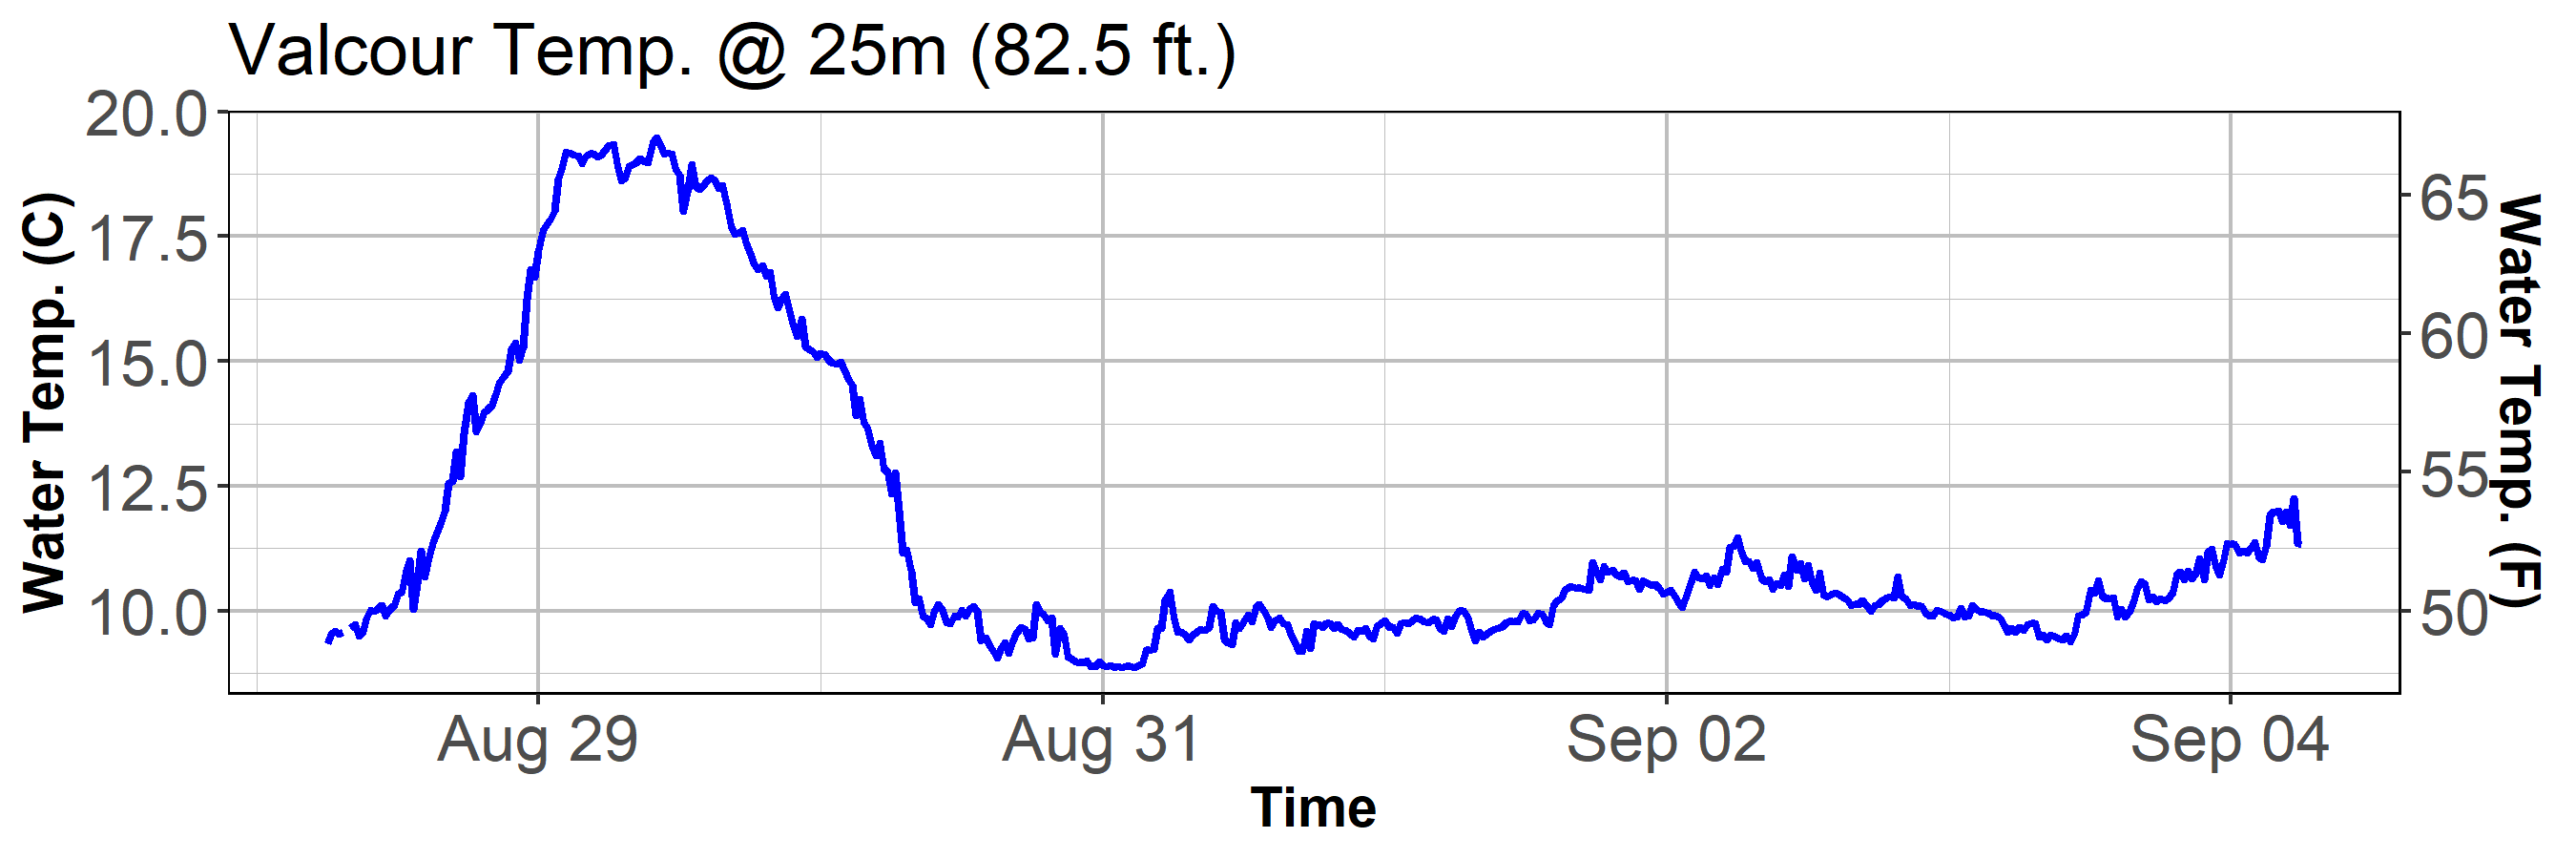 Valcour Temp. @ 25m (82.5 ft.)
20.0
17.5
15.0
12.5
10.0
Water Temp. (C)
65
60
55
50
Water Temp. (F)
Aug 29 Aug 31 Sep 02 Sep 04
Time